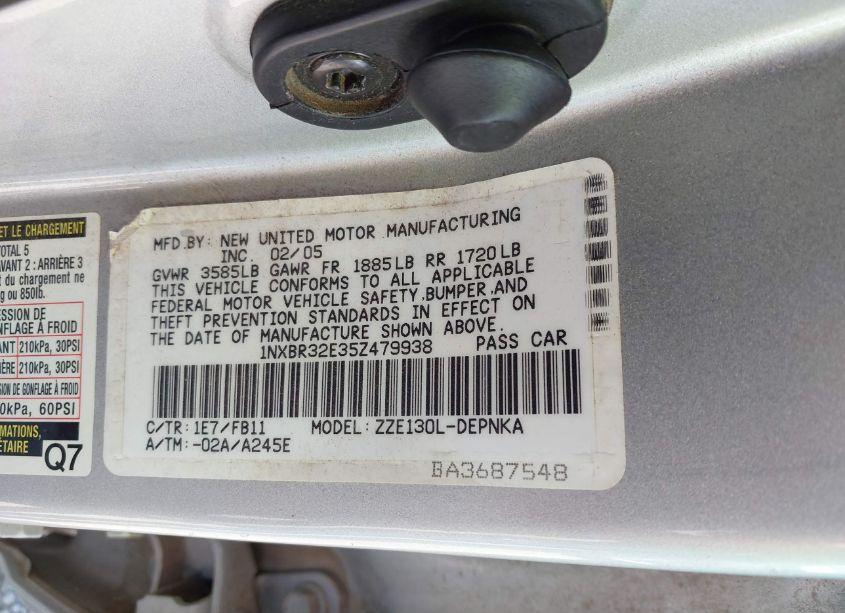 ET LE CHARGEMENT
TOTAL 5
AVANT 2 : ARRIÈRE 3
du chargement ne
ou 850lb.
ESSION DE
ONFLAGE À FROID
ANT 210kPa, 30PSI
IÈRE 210kPa, 30PSI
SSION DE GONFLAGE À FROID
0kPa, 60PSI
MATIONS,
ÉTAIRE
Q7
MFD.BY: NEW UNITED MOTOR MANUFACTURING
INC. 02/05
GVWR 3585LB GAWR FR 1885LB RR 1720LB
THIS VEHICLE CONFORMS TO ALL APPLICABLE
FEDERAL MOTOR VEHICLE SAFETY,BUMPER,AND
THEFT PREVENTION STANDARDS IN EFFECT ON
THE DATE OF MANUFACTURE SHOWN ABOVE.
1NXBR32E35Z479938 PASS CAR
C/TR: 1E7/FB11 MODEL: ZZE130L-DEPNKA
A/TM: -02A/A245E
BA3687548